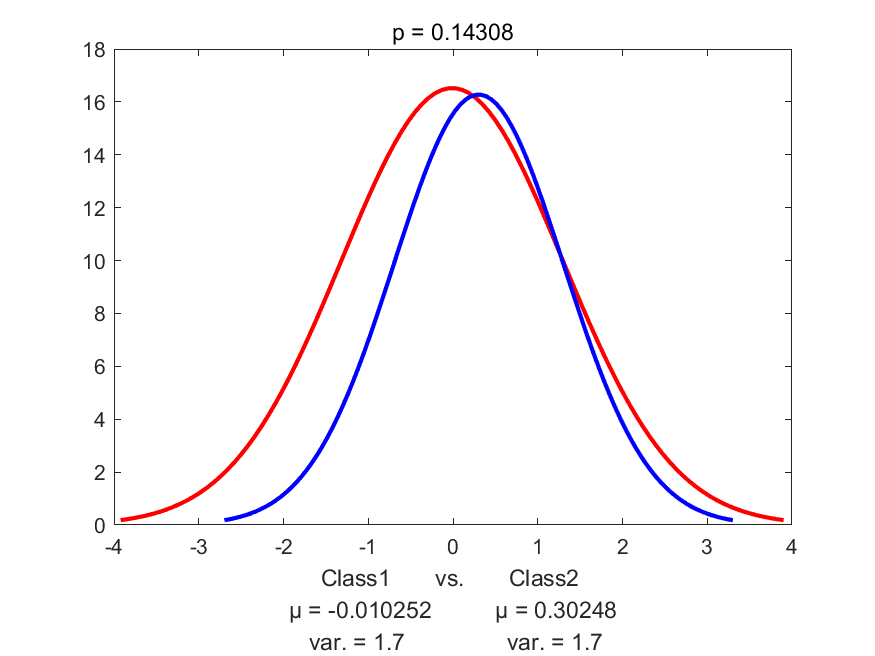 p = 0.14308
18
16
14
12
10
8
6
4
2
0
-4 -3 -2 -1 0 1 2 3 4
Class1 vs. Class2
μ = -0.010252 μ = 0.30248
var. = 1.7 var. = 1.7